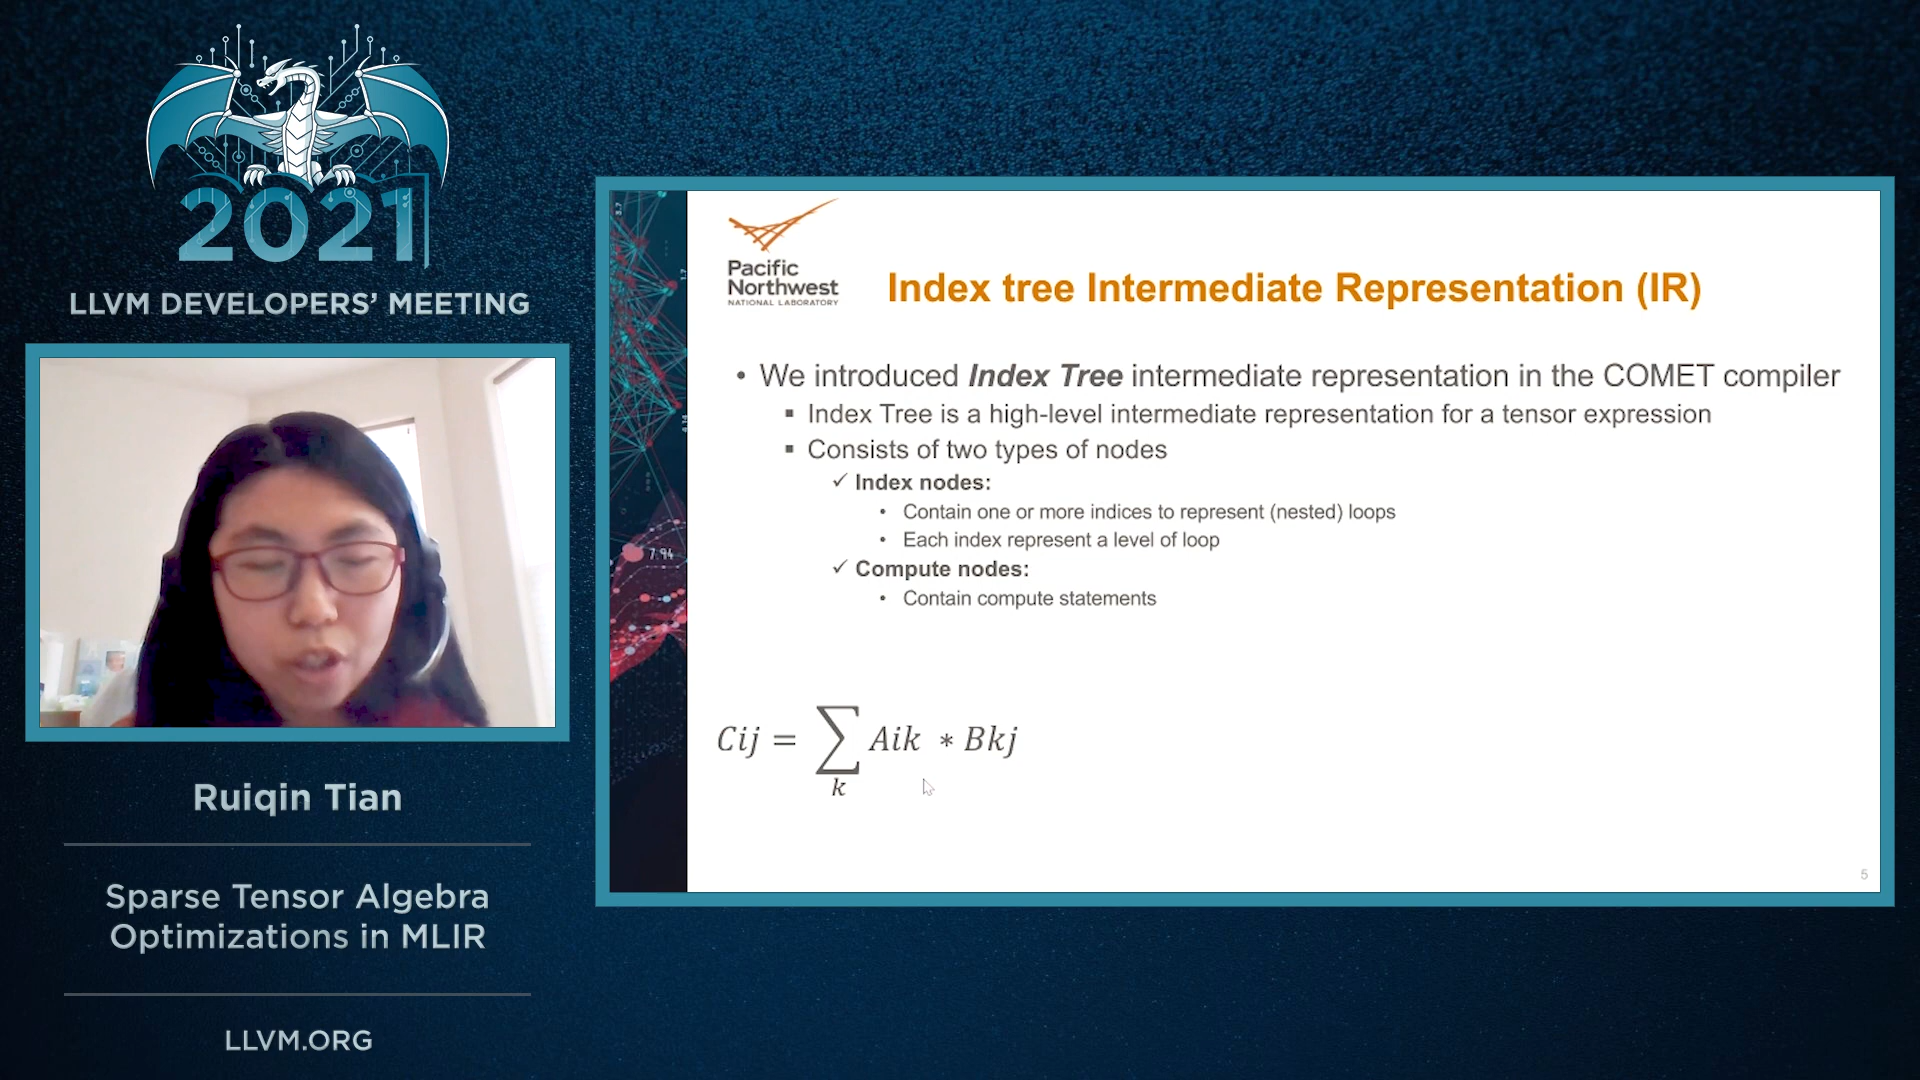 2021
LLVM DEVELOPERS’ MEETING
Ruiqin Tian
Sparse Tensor Algebra
Optimizations in MLIR
LLVM.ORG
Pacific
Northwest
NATIONAL LABORATORY
Index tree Intermediate Representation (IR)
• We introduced Index Tree intermediate representation in the COMET compiler
▪ Index Tree is a high-level intermediate representation for a tensor expression
▪ Consists of two types of nodes
✓ Index nodes:
• Contain one or more indices to represent (nested) loops
• Each index represent a level of loop
✓ Compute nodes:
• Contain compute statements
7.94
Cij = ∑ Aik * Bkj
k
5